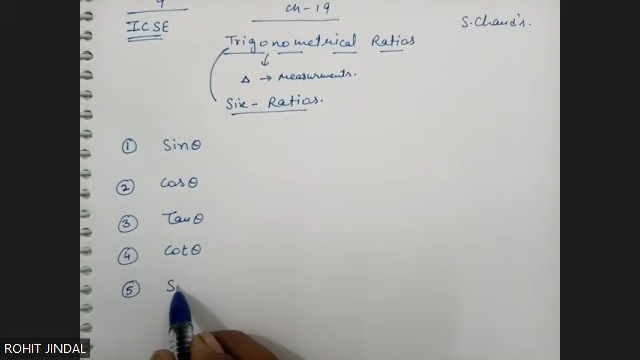 9 Ch-19
ICSE S. Chand's.
Trigonometrical Ratios
↓
Δ → Measurements.
Six- Ratios.
① Sinθ
② Cosθ
③ Tanθ
④ Cotθ
⑤ S
ROHIT JINDAL